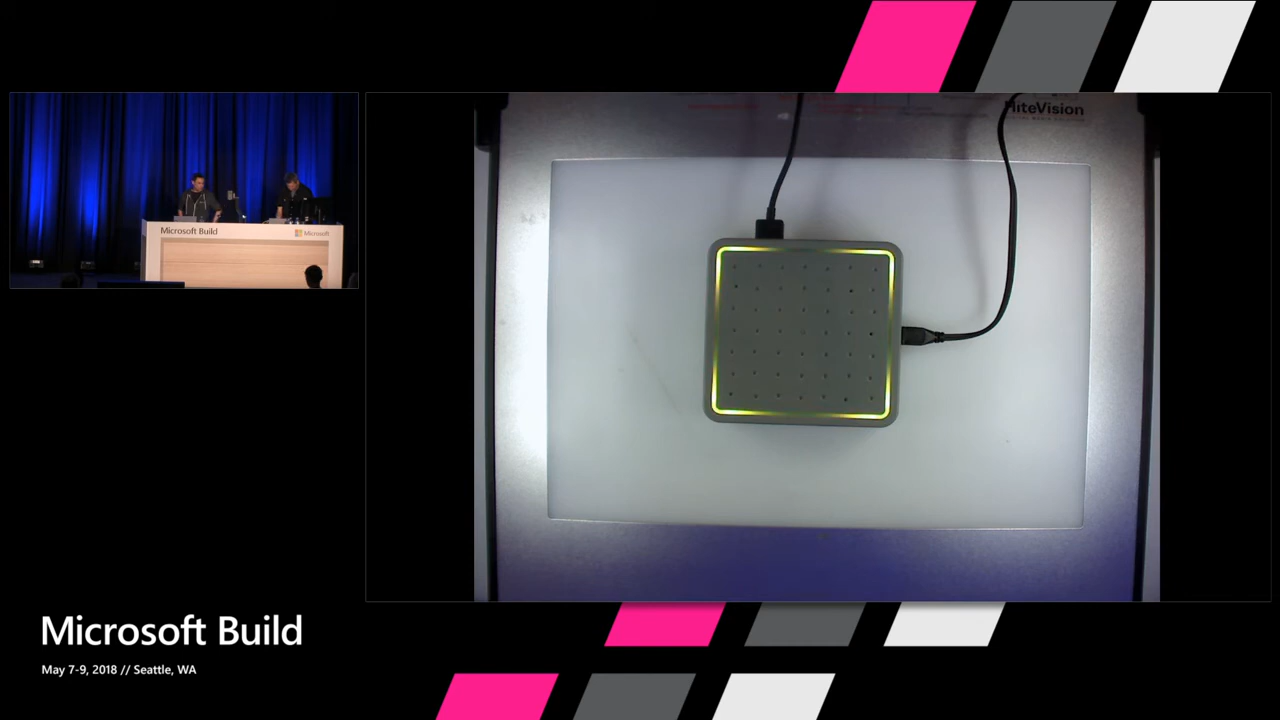 HiteVision
Microsoft Build
Microsoft
Microsoft Build
May 7-9, 2018 // Seattle, WA